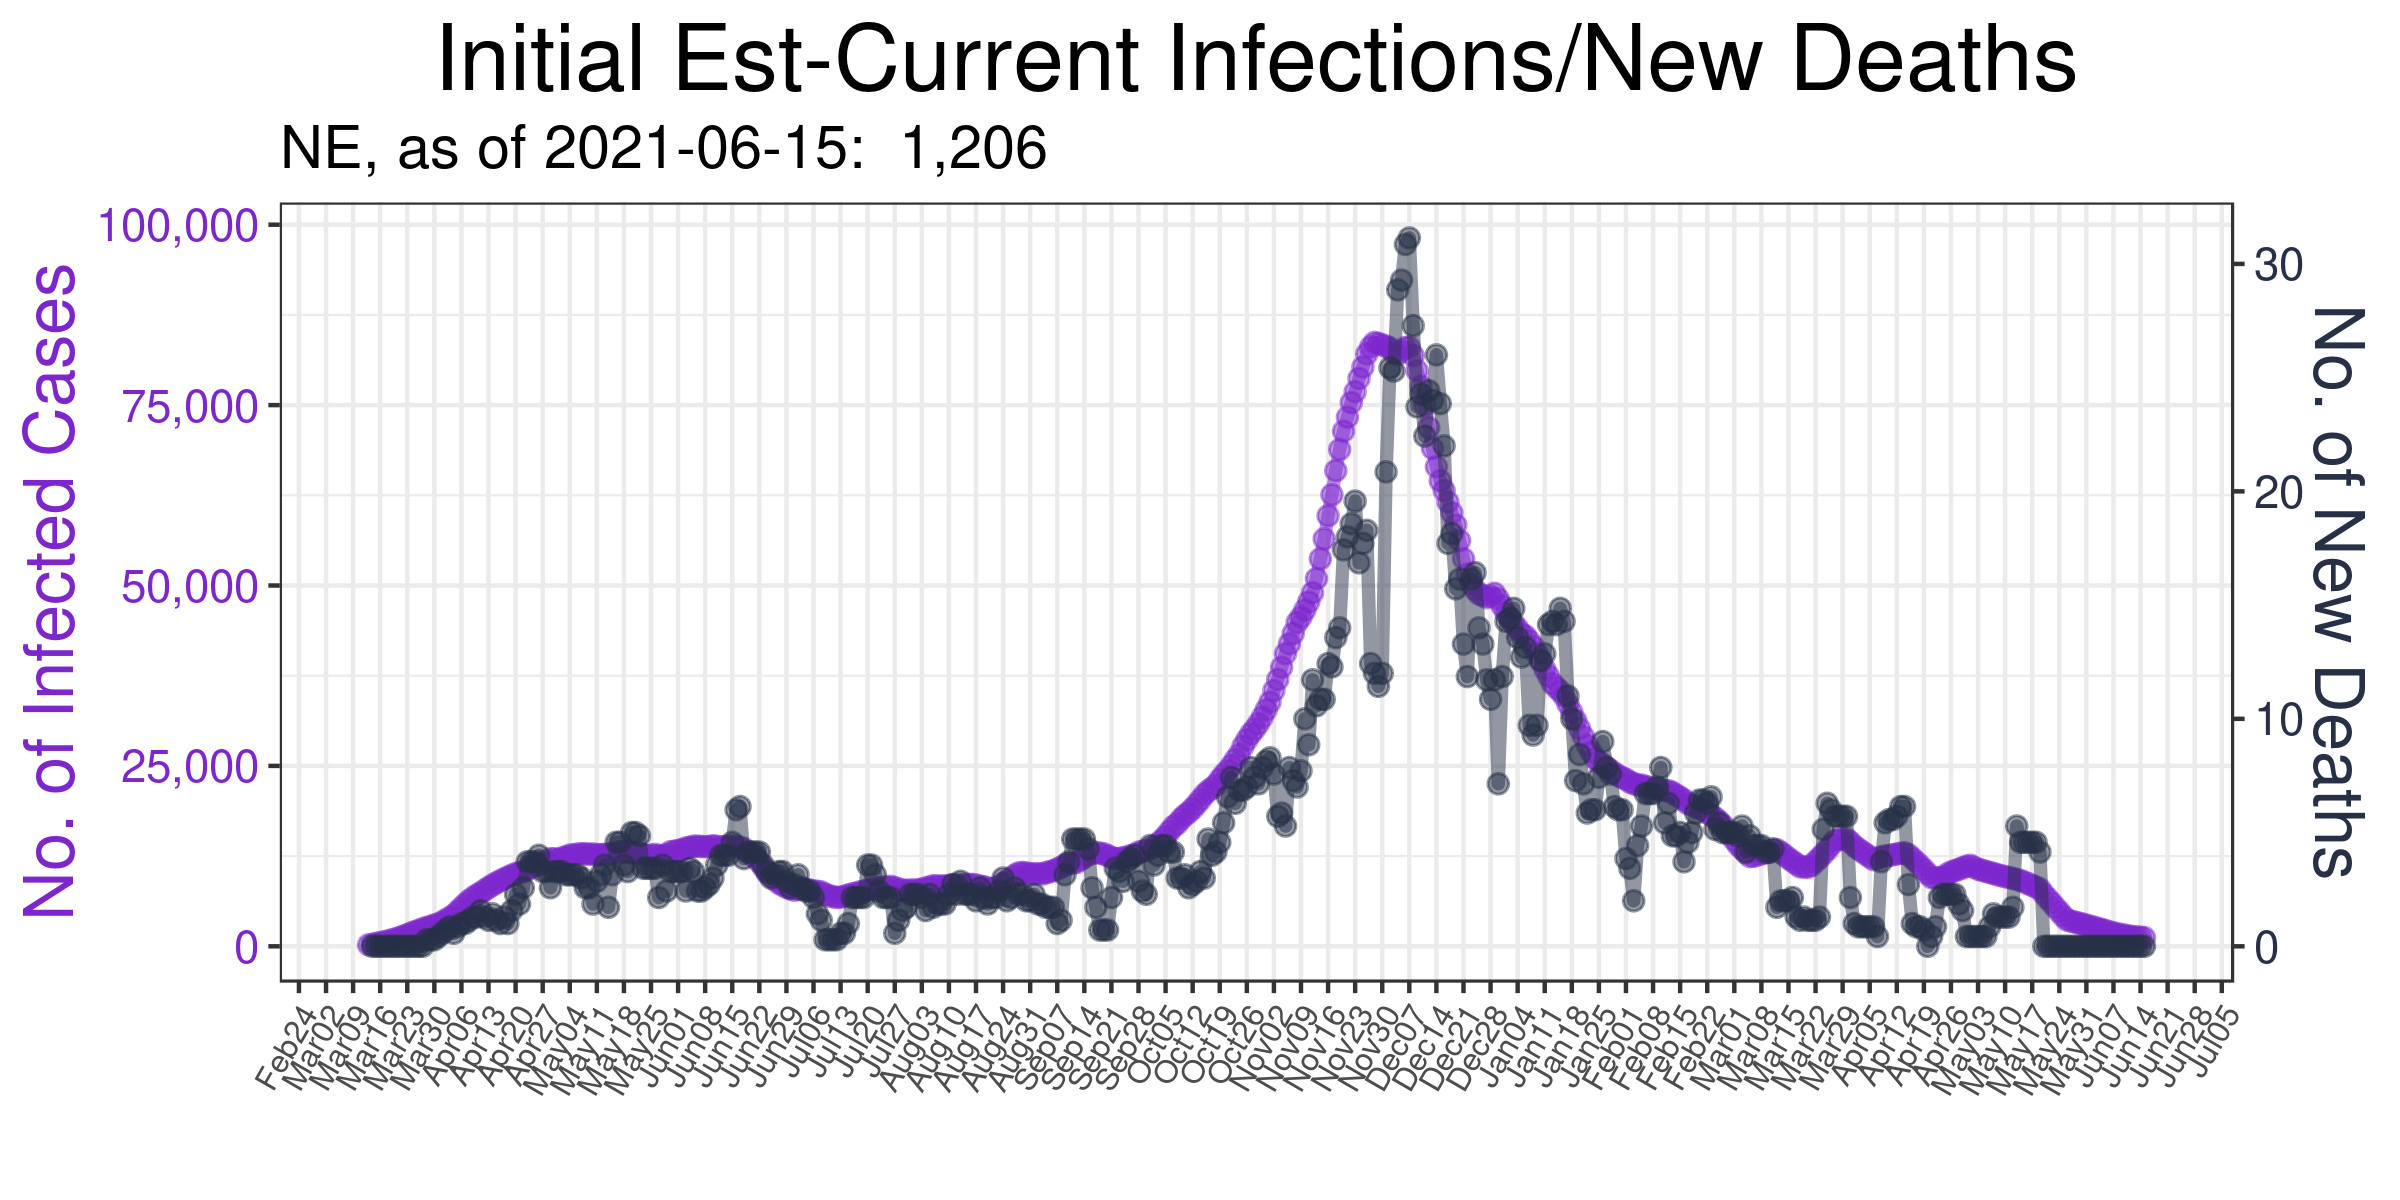 Initial Est-Current Infections/New Deaths
NE, as of 2021-06-15: 1,206
No. of Infected Cases
100,000
75,000
50,000
25,000
0
30
20
10
0
No. of New Deaths
Feb24
Mar02
Mar09
Mar16
Mar23
Mar30
Apr06
Apr13
Apr20
Apr27
May04
May11
May18
May25
Jun01
Jun08
Jun15
Jun22
Jun29
Jul06
Jul13
Jul20
Jul27
Aug03
Aug10
Aug17
Aug24
Aug31
Sep07
Sep14
Sep21
Sep28
Oct05
Oct12
Oct19
Oct26
Nov02
Nov09
Nov16
Nov23
Nov30
Dec07
Dec14
Dec21
Dec28
Jan04
Jan11
Jan18
Jan25
Feb01
Feb08
Feb15
Feb22
Mar01
Mar08
Mar15
Mar22
Mar29
Apr05
Apr12
Apr19
Apr26
May03
May10
May17
May24
May31
Jun07
Jun14
Jun21
Jun28
Jul05